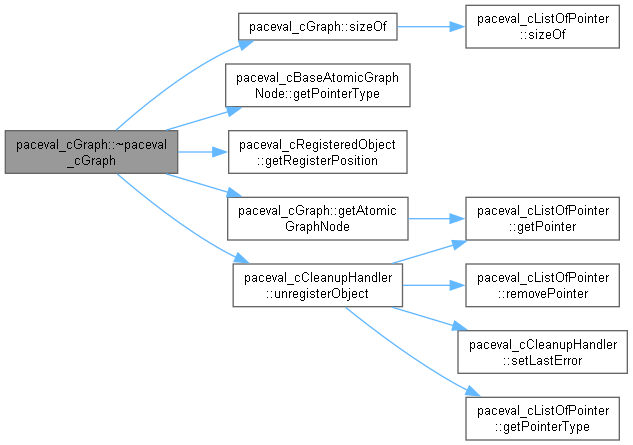 paceval_cGraph::~paceval
_cGraph
paceval_cGraph::sizeOf
paceval_cListOfPointer
::sizeOf
paceval_cBaseAtomicGraph
Node::getPointerType
paceval_cRegisteredObject
::getRegisterPosition
paceval_cGraph::getAtomic
GraphNode
paceval_cListOfPointer
::getPointer
paceval_cCleanupHandler
::unregisterObject
paceval_cListOfPointer
::removePointer
paceval_cCleanupHandler
::setLastError
paceval_cListOfPointer
::getPointerType